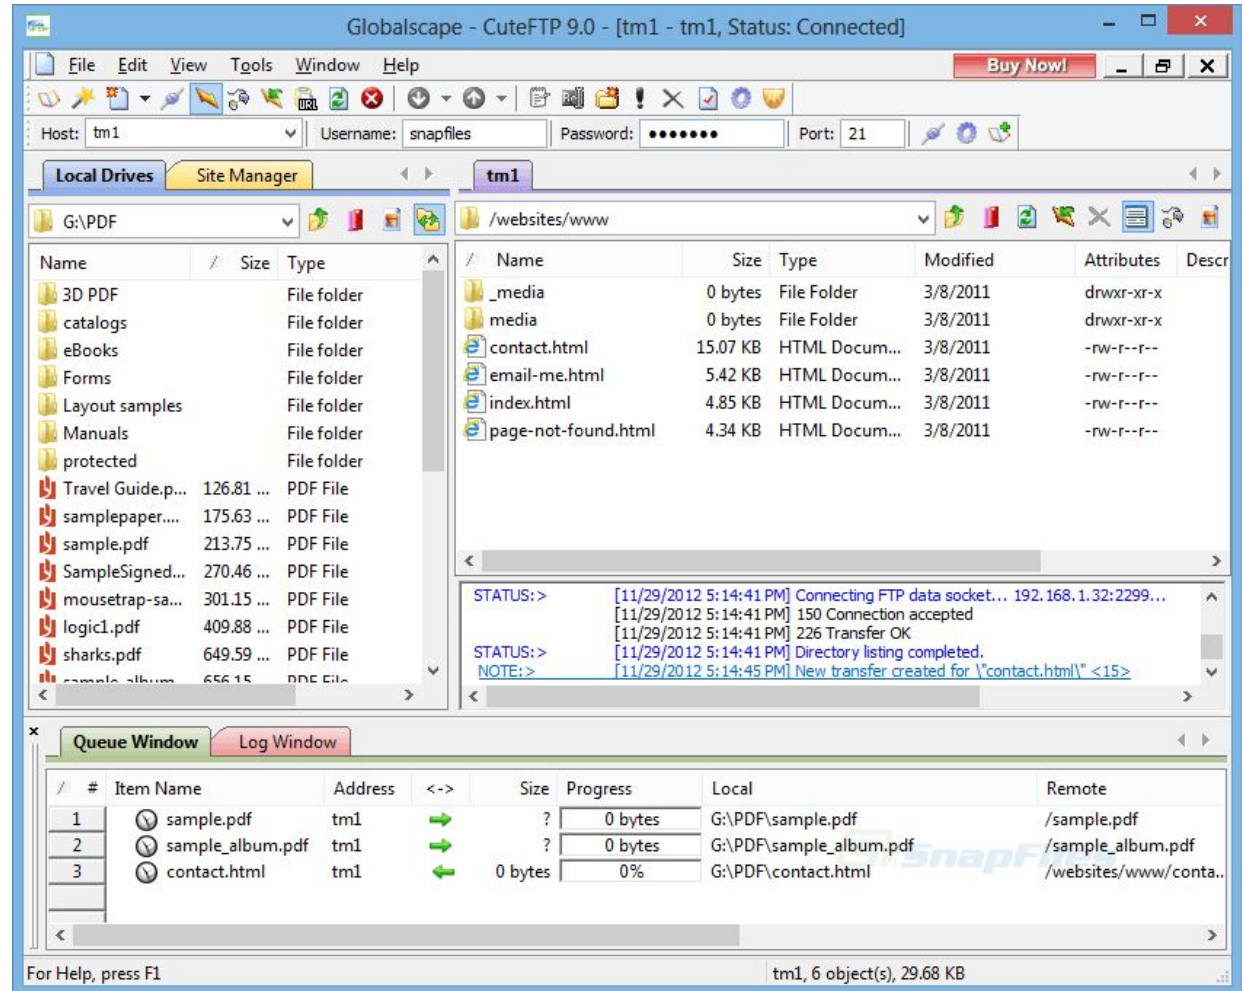 Globalscape - CuteFTP 9.0 - [tm1 - tm1, Status: Connected]
File Edit View Tools Window Help Buy Now!
Host: tm1 Username: snapfiles Password: ●●●●●●● Port: 21
Local Drives Site Manager tm1
G:\PDF /websites/www
Name / Size Type / Name Size Type Modified Attributes Descr
3D PDF File folder _media 0 bytes File Folder 3/8/2011 drwxr-xr-x
catalogs File folder media 0 bytes File Folder 3/8/2011 drwxr-xr-x
eBooks File folder contact.html 15.07 KB HTML Docum... 3/8/2011 -rw-r--r--
Forms File folder email-me.html 5.42 KB HTML Docum... 3/8/2011 -rw-r--r--
Layout samples File folder index.html 4.85 KB HTML Docum... 3/8/2011 -rw-r--r--
Manuals File folder page-not-found.html 4.34 KB HTML Docum... 3/8/2011 -rw-r--r--
protected File folder
Travel Guide.p... 126.81 ... PDF File
samplepaper.... 175.63 ... PDF File
sample.pdf 213.75 ... PDF File
SampleSigned... 270.46 ... PDF File
mousetrap-sa... 301.15 ... PDF File
logic1.pdf 409.88 ... PDF File
sharks.pdf 649.59 ... PDF File
sample_album 656.15 PDF File
STATUS:> [11/29/2012 5:14:41 PM] Connecting FTP data socket... 192.168.1.32:2299...
[11/29/2012 5:14:41 PM] 150 Connection accepted
[11/29/2012 5:14:41 PM] 226 Transfer OK
STATUS:> [11/29/2012 5:14:41 PM] Directory listing completed.
NOTE:> [11/29/2012 5:14:45 PM] New transfer created for \"contact.html\" <15>
Queue Window Log Window
/ # Item Name Address <-> Size Progress Local Remote
1 sample.pdf tm1 ? 0 bytes G:\PDF\sample.pdf /sample.pdf
2 sample_album.pdf tm1 ? 0 bytes G:\PDF\sample_album.pdf /sample_album.pdf
3 contact.html tm1 0 bytes 0% G:\PDF\contact.html /websites/www/conta..
SnapFiles
For Help, press F1 tm1, 6 object(s), 29.68 KB